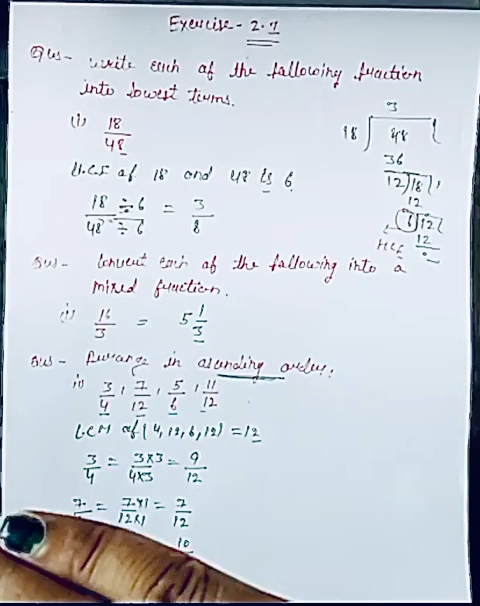 Exercise - 2.1
Qus - write each of the following fraction
into lowest terms.
(i) 18/48
H.C.F of 18 and 48 is 6.
18 ÷ 6 / 48 ÷ 6 = 3/8
3
18 ) 48 (
36
12 ) 18 (
12
6 ) 12 (
HCF 12
0
Qus - Convert each of the following into a
mixed fraction.
(i) 16/3 = 5 1/3
Qus - Arrange in ascending order.
(i) 3/4, 7/12, 5/6, 11/12
LCM of (4, 12, 6, 12) = 12
3/4 = 3×3/4×3 = 9/12
7/ = 7×1/12×1 = 7/12
10